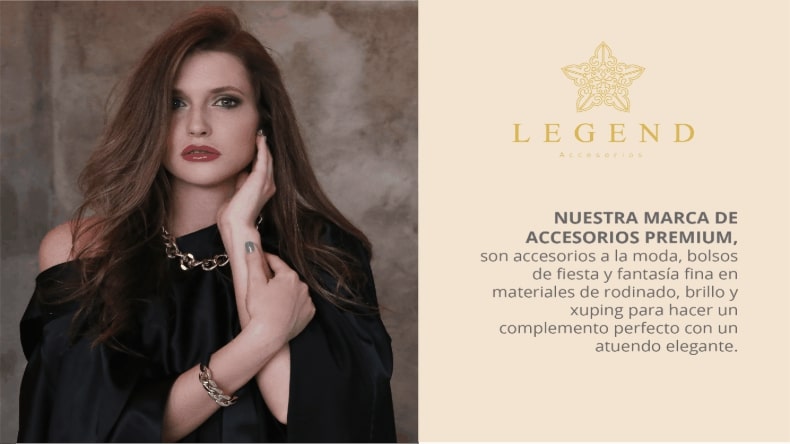 LEGEND
Accesorios
NUESTRA MARCA DE
ACCESORIOS PREMIUM,
son accesorios a la moda, bolsos
de fiesta y fantasía fina en
materiales de rodinado, brillo y
xuping para hacer un
complemento perfecto con un
atuendo elegante.